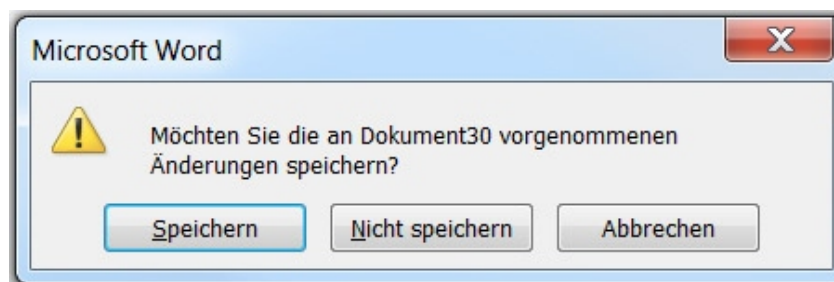 Microsoft Word
Möchten Sie die an Dokument30 vorgenommenen
Änderungen speichern?
Speichern
Nicht speichern
Abbrechen